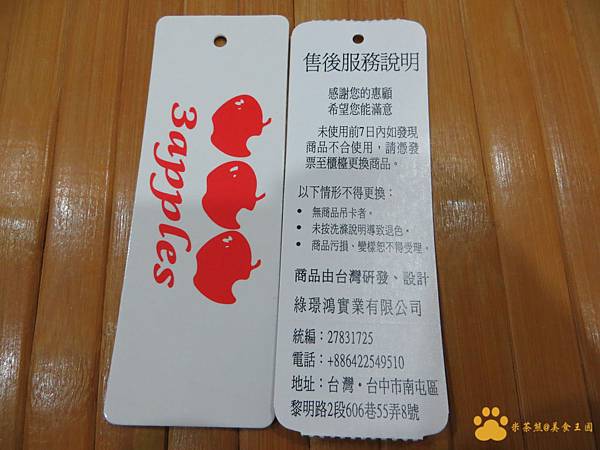 3apples
售後服務說明
感謝您的惠顧
希望您能滿意
未使用前7日內如發現
商品不合使用，請憑發
票至櫃檯更換商品。
以下情形不得更換：
• 無商品吊卡者。
• 未按洗滌說明導致退色。
• 商品污損、變樣恕不得受理。
商品由台灣研發、設計
綠環鴻實業有限公司
統編：27831725
電話：+886422549510
地址：台灣・台中市南屯區
黎明路2段606巷55弄8號
米茶熊@美食王國